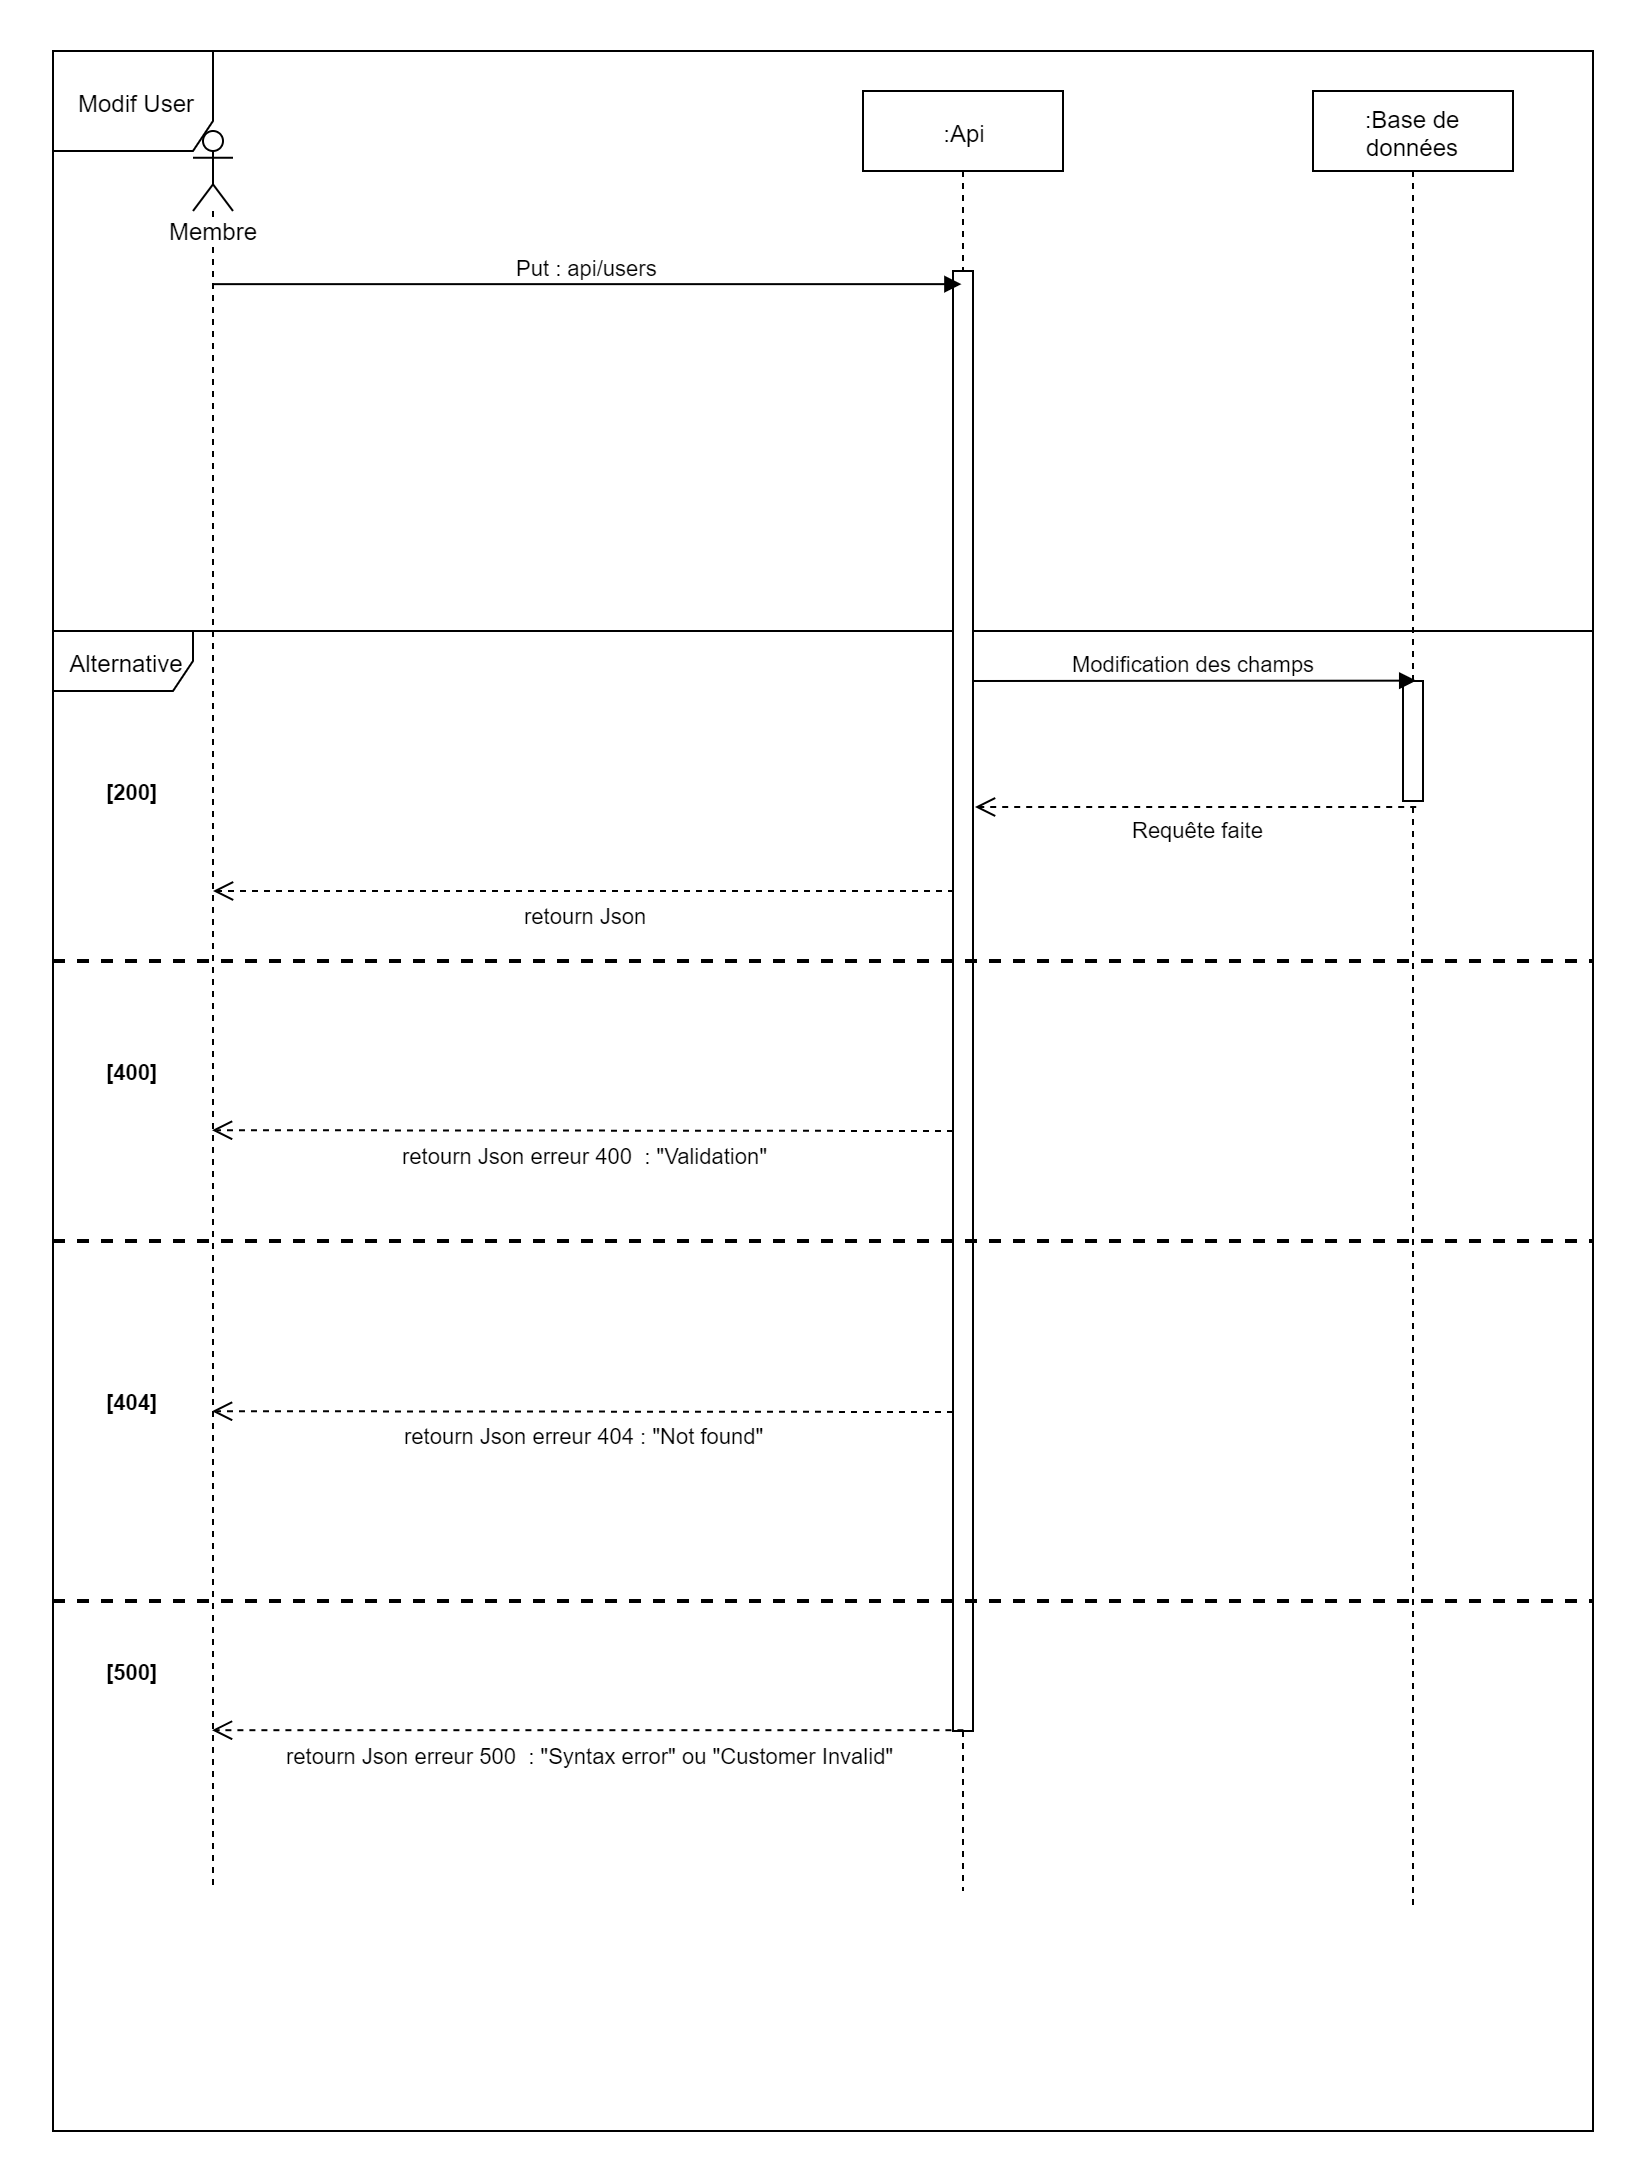 Modif User
:Api
:Base de
données
Membre
Put : api/users
Alternative
Modification des champs
[200]
Requête faite
retourn Json
[400]
retourn Json erreur 400  : "Validation"
[404]
retourn Json erreur 404 : "Not found"
[500]
retourn Json erreur 500  : "Syntax error" ou "Customer Invalid"